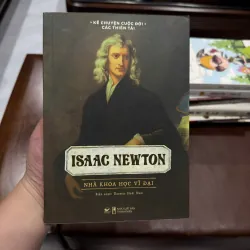 KỂ CHUYỆN CUỘC ĐỜI
CÁC THIÊN TÀI
ISAAC NEWTON
NHÀ KHOA HỌC VĨ ĐẠI